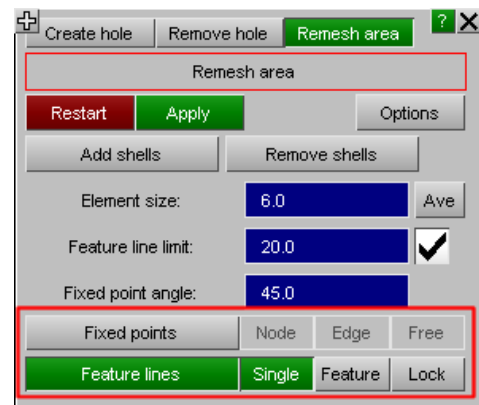 Create hole Remove hole Remesh area ? X
Remesh area
Restart Apply Options
Add shells Remove shells
Element size: 6.0 Ave
Feature line limit: 20.0
Fixed point angle: 45.0
Fixed points Node Edge Free
Feature lines Single Feature Lock